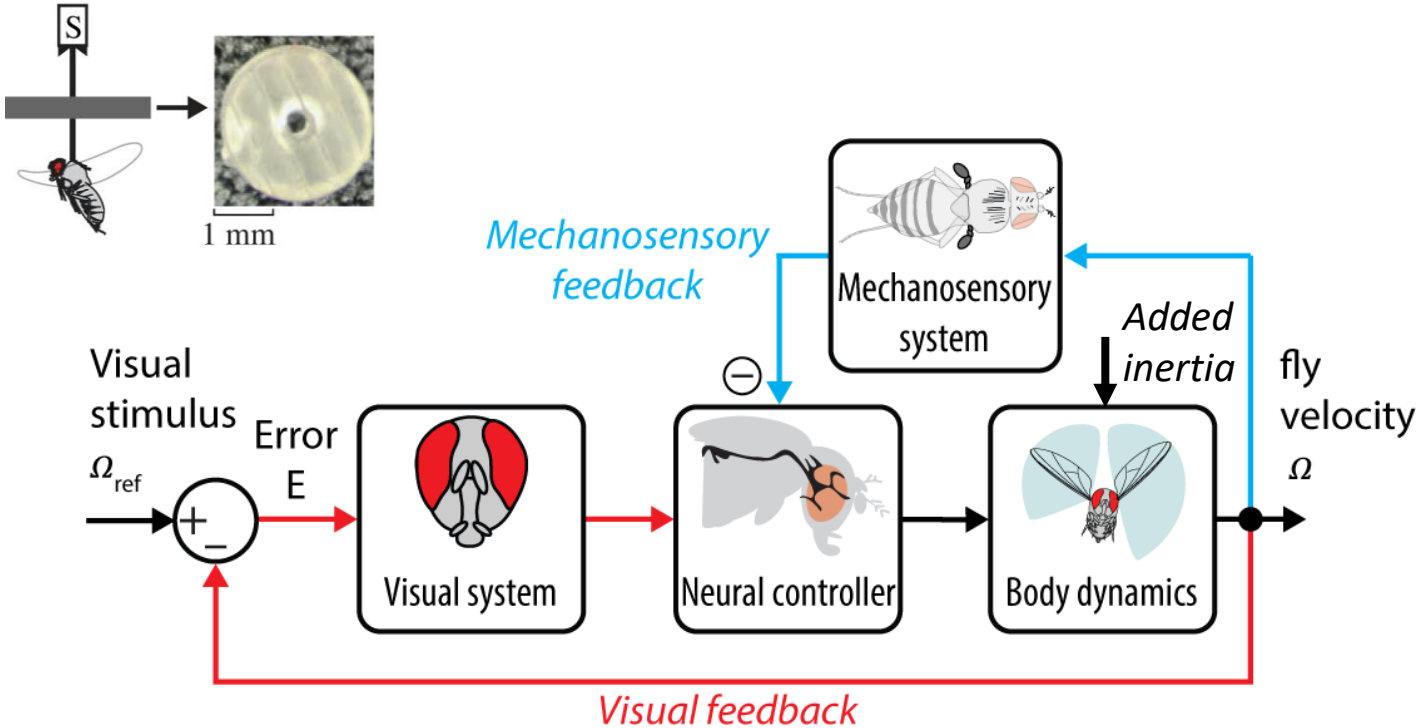 S
1 mm
Mechanosensory
feedback
Mechanosensory
system
Added
inertia
Visual
stimulus
Ω_ref
Error
E
+
−
−
fly
velocity
Ω
Visual system
Neural controller
Body dynamics
Visual feedback